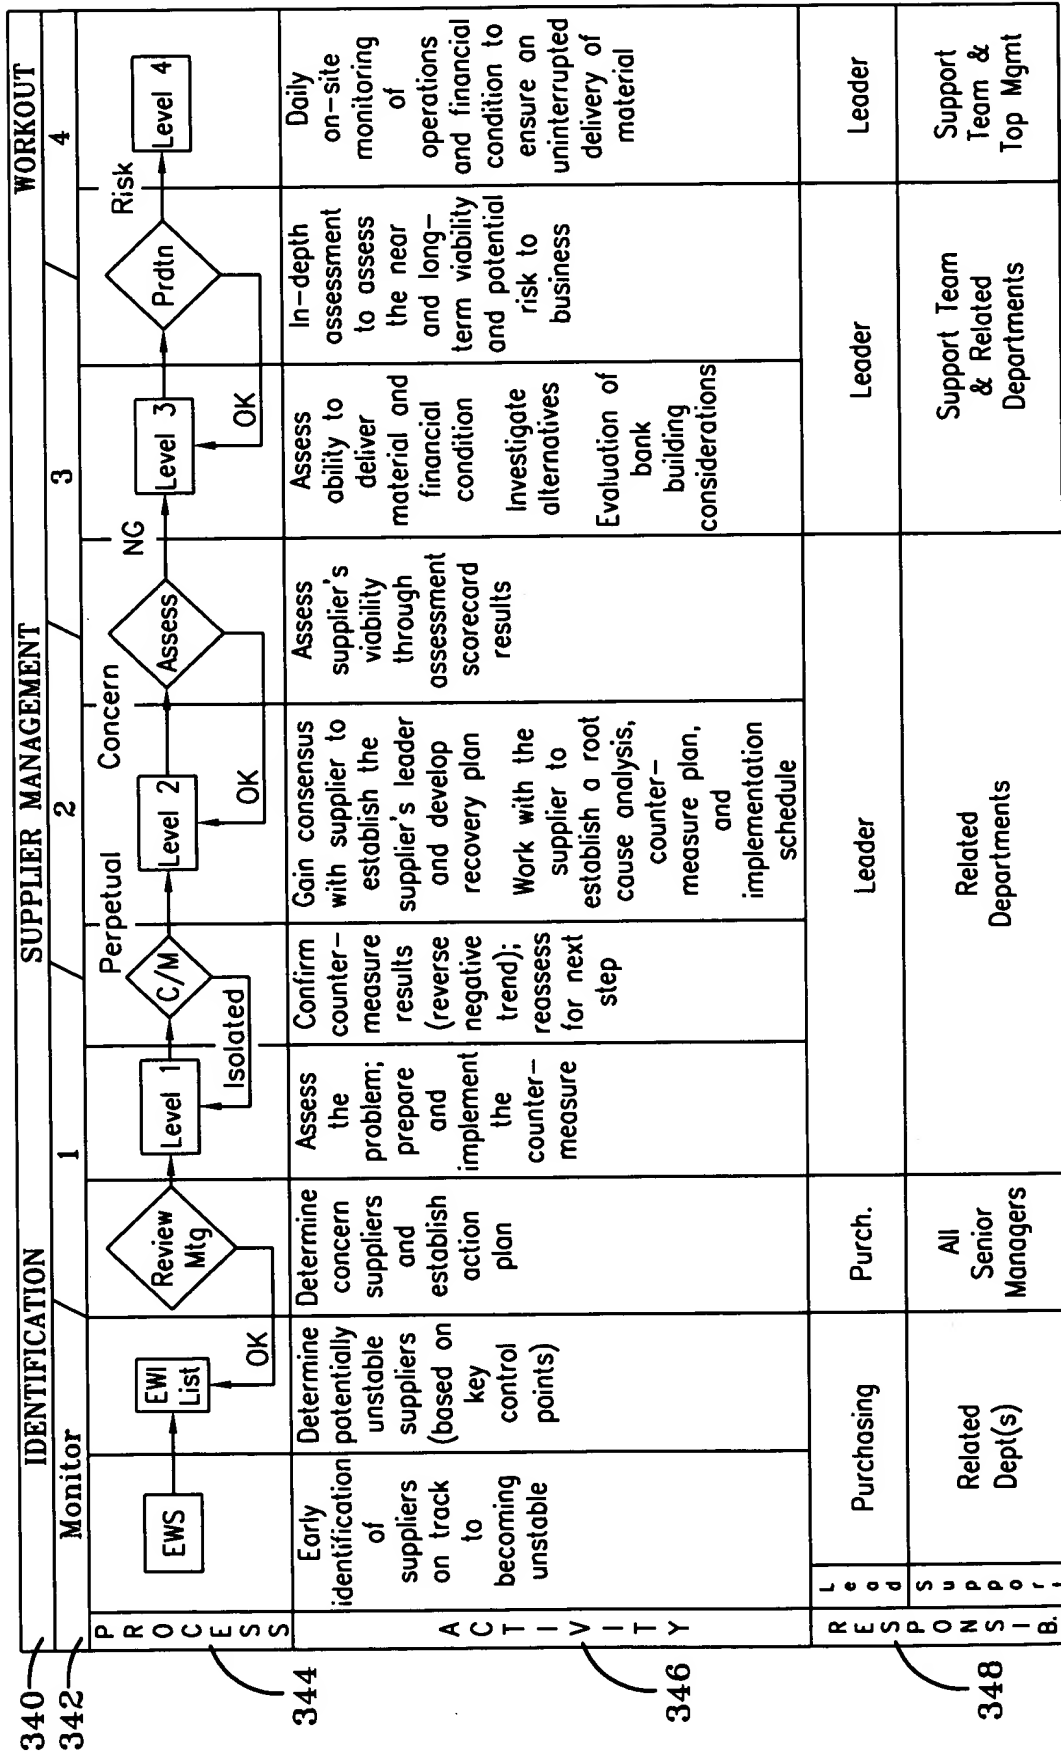 340
IDENTIFICATION
SUPPLIER MANAGEMENT
WORKOUT
342
Monitor
1
2
3
4
PROCESS
344
EWS
EWI
List
OK
Review
Mtg
Level 1
Isolated
C/M
Perpetual
Level 2
OK
Concern
Assess
NG
Level 3
OK
Prdtn
Risk
Level 4
ACTIVITY
346
Early
identification
of
suppliers
on track
to
becoming
unstable
Determine
potentially
unstable
suppliers
(based on
key
control
points)
Determine
concern
suppliers
and
establish
action
plan
Assess
the
problem;
prepare
and
implement
the
counter-
measure
Confirm
counter-
measure
results
(reverse
negative
trend);
reassess
for next
step
Gain consensus
with supplier to
establish the
supplier's leader
and develop
recovery plan
Work with the
supplier to
establish a root
cause analysis,
counter-
measure plan,
and
implementation
schedule
Assess
supplier's
viability
through
assessment
scorecard
results
Assess
ability to
deliver
material and
financial
condition
Investigate
alternatives
Evaluation of
bank
building
considerations
In-depth
assessment
to assess
the near
and long-
term viability
and potential
risk to
business
Daily
on-site
monitoring
of
operations
and financial
condition to
ensure an
uninterrupted
delivery of
material
RESPONSIB.
348
Lead
Purchasing
Purch.
Leader
Leader
Leader
Support
Related
Dept(s)
All
Senior
Managers
Related
Departments
Support Team
& Related
Departments
Support
Team &
Top Mgmt